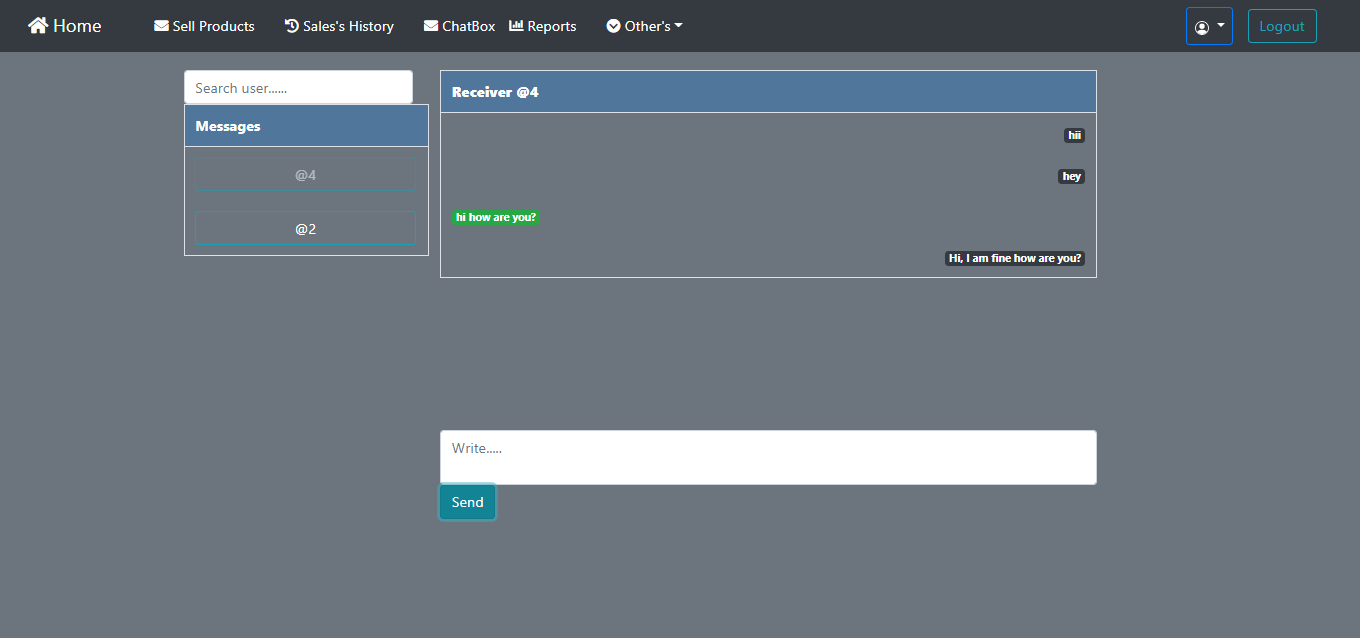 Home Sell Products Sales's History ChatBox Reports Other's Logout
Search user......
Messages
@4
@2
Receiver @4
hii
hey
hi how are you?
Hi, I am fine how are you?
Write.....
Send